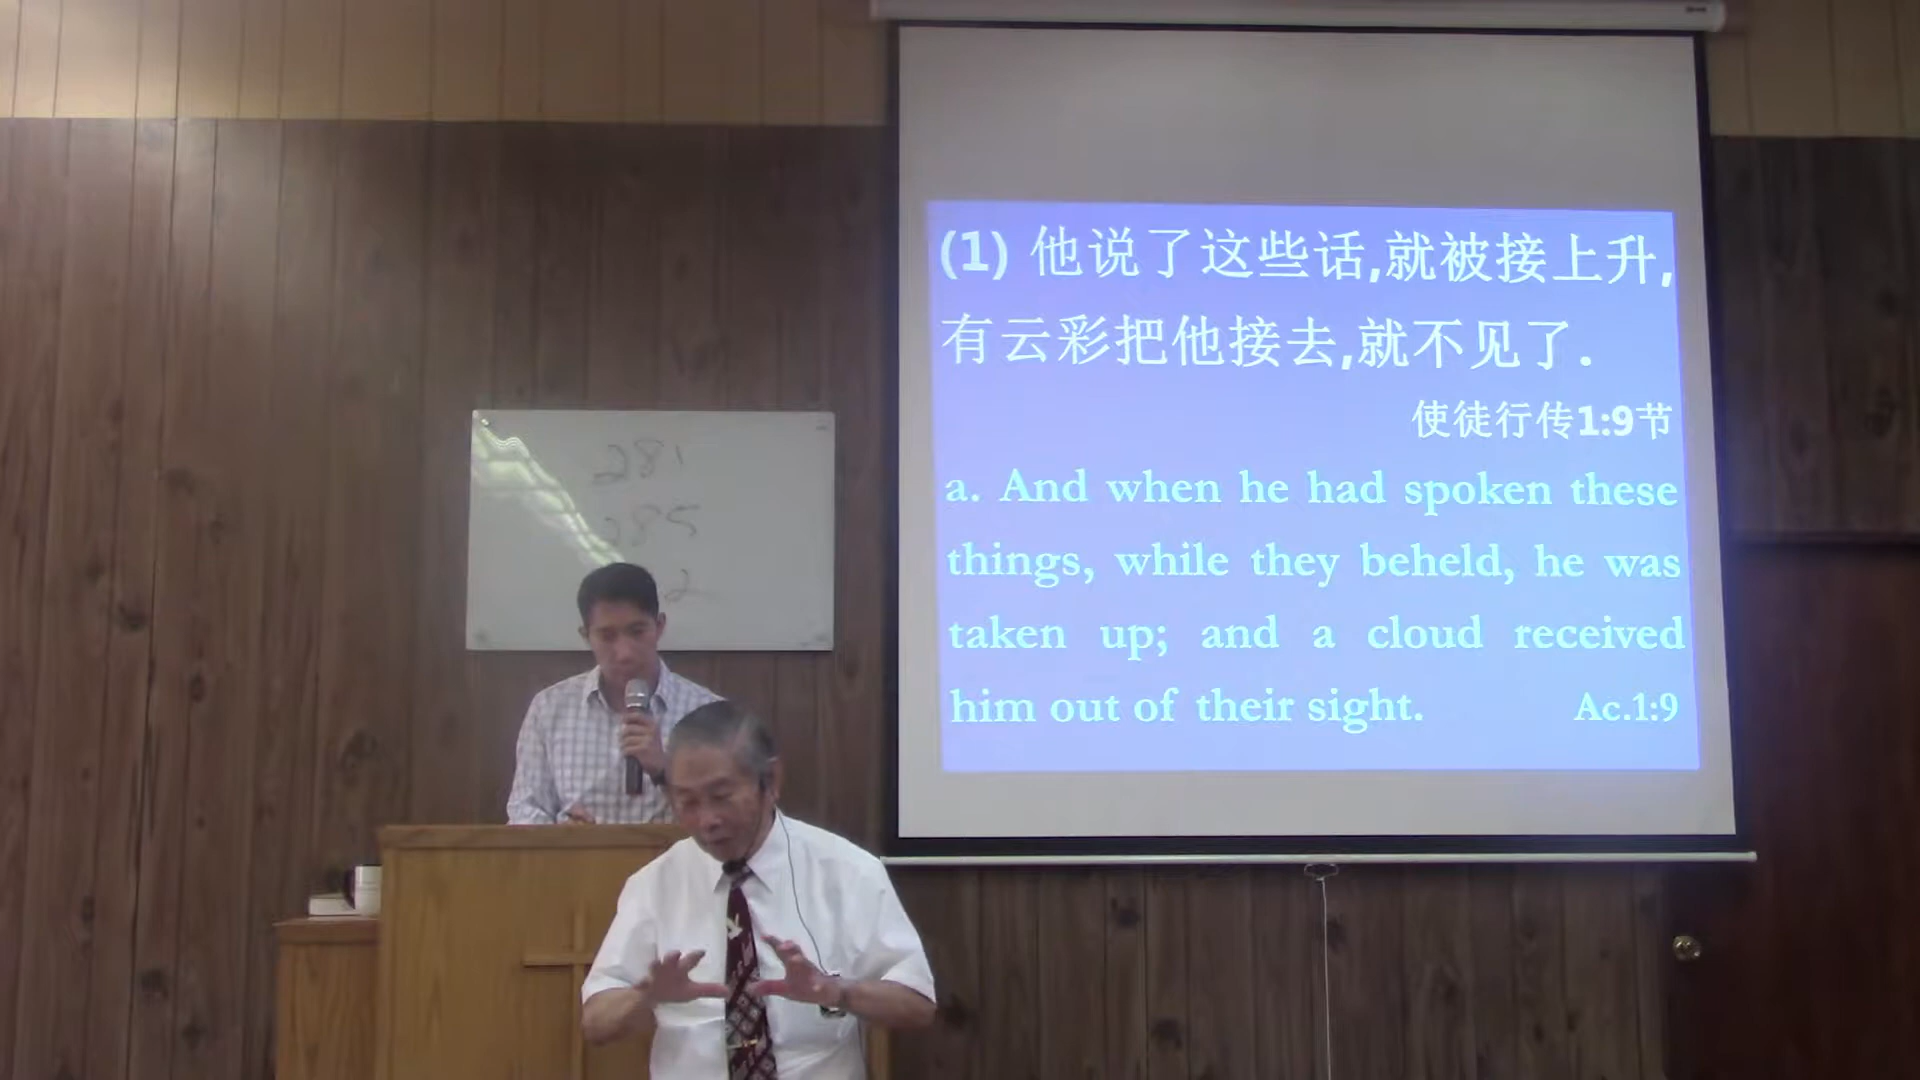 (1) 他说了这些话,就被接上升,
有云彩把他接去,就不见了.
使徒行传1:9节
a. And when he had spoken these
things, while they beheld, he was
taken up; and a cloud received
him out of their sight. Ac.1:9
281
285
2